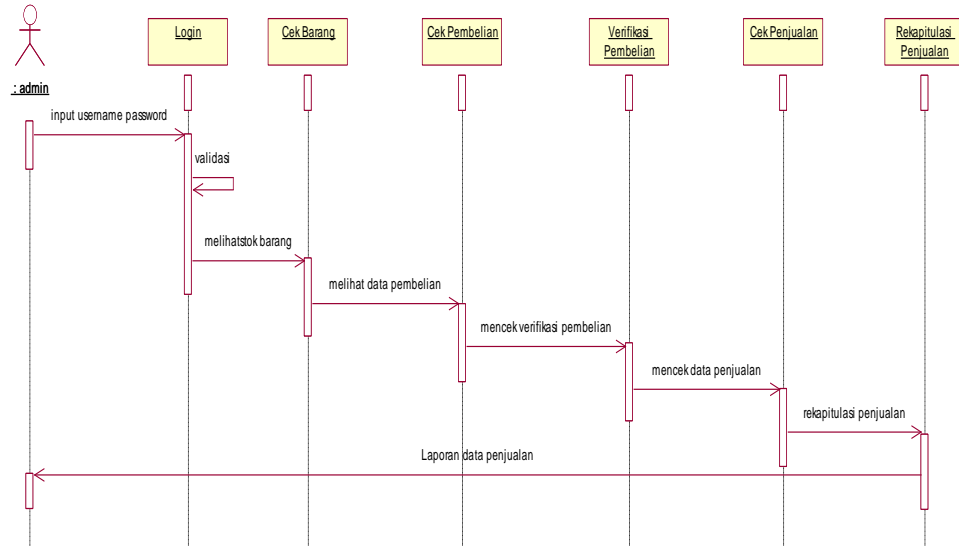 Login
Cek Barang
Cek Pembelian
Verifikasi
Pembelian
Cek Penjualan
Rekapitulasi
Penjualan
: admin
input username password
validasi
melihatstok barang
melihat data pembelian
mencek verifikasi pembelian
mencek data penjualan
rekapitulasi penjualan
Laporan data penjualan